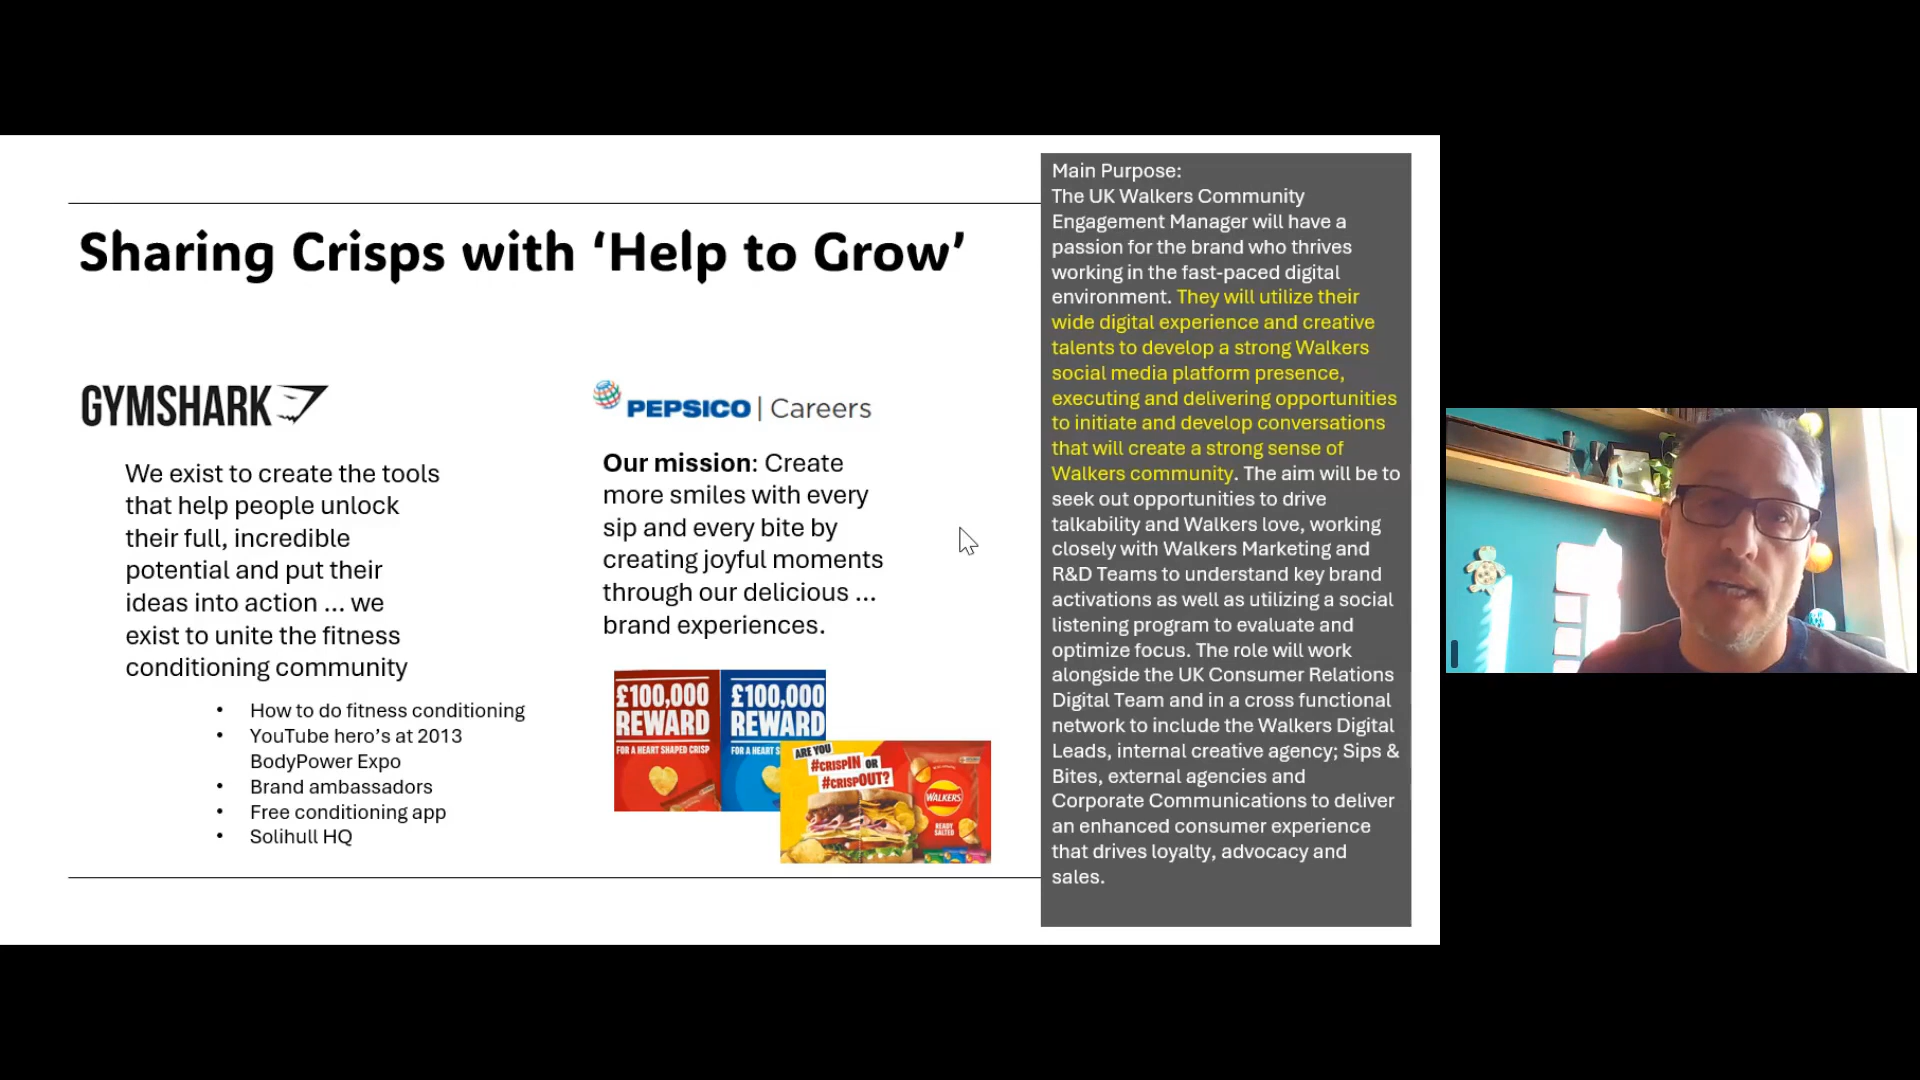 Sharing Crisps with ‘Help to Grow’
GYMSHARK
We exist to create the tools
that help people unlock
their full, incredible
potential and put their
ideas into action ... we
exist to unite the fitness
conditioning community
• How to do fitness conditioning
• YouTube hero’s at 2013
BodyPower Expo
• Brand ambassadors
• Free conditioning app
• Solihull HQ
PEPSICO | Careers
Our mission: Create
more smiles with every
sip and every bite by
creating joyful moments
through our delicious ...
brand experiences.
£100,000
REWARD
FOR A HEART SHAPED CRISP
£100,000
REWARD
FOR A HEART S
ARE YOU
#CRISPIN OR
#CRISPOUT?
WALKERS
READY
SALTED
Main Purpose:
The UK Walkers Community
Engagement Manager will have a
passion for the brand who thrives
working in the fast-paced digital
environment. They will utilize their
wide digital experience and creative
talents to develop a strong Walkers
social media platform presence,
executing and delivering opportunities
to initiate and develop conversations
that will create a strong sense of
Walkers community. The aim will be to
seek out opportunities to drive
talkability and Walkers love, working
closely with Walkers Marketing and
R&D Teams to understand key brand
activations as well as utilizing a social
listening program to evaluate and
optimize focus. The role will work
alongside the UK Consumer Relations
Digital Team and in a cross functional
network to include the Walkers Digital
Leads, internal creative agency; Sips &
Bites, external agencies and
Corporate Communications to deliver
an enhanced consumer experience
that drives loyalty, advocacy and
sales.